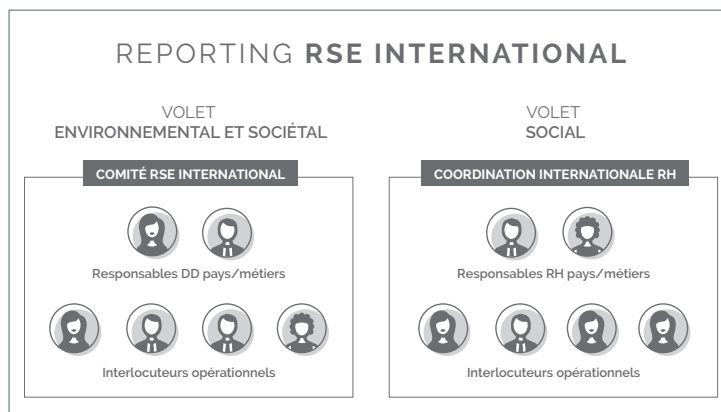 REPORTING RSE INTERNATIONAL
VOLET
ENVIRONNEMENTAL ET SOCIÉTAL
COMITÉ RSE INTERNATIONAL
Responsables DD pays/métiers
Interlocuteurs opérationnels
VOLET
SOCIAL
COORDINATION INTERNATIONALE RH
Responsables RH pays/métiers
Interlocuteurs opérationnels